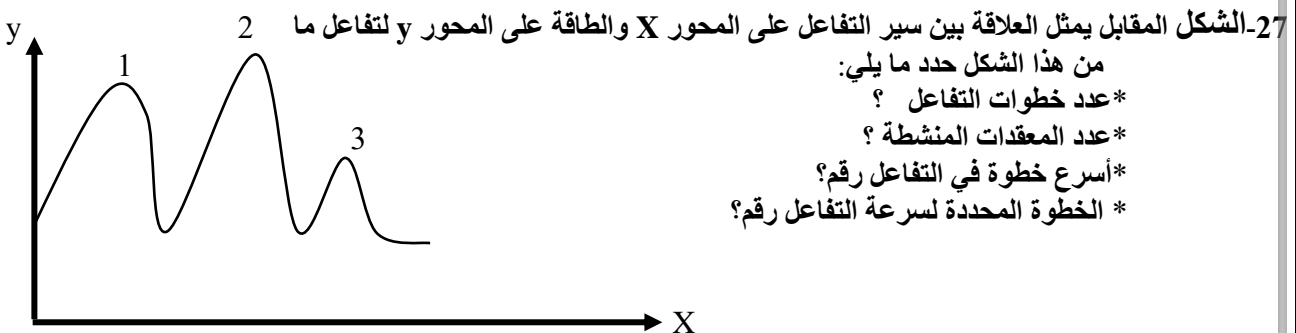 27-الشكل المقابل يمثل العلاقة بين سير التفاعل على المحور X والطاقة على المحور y لتفاعل ما
من هذا الشكل حدد ما يلي:
*عدد خطوات التفاعل ؟
*عدد المعقدات المنشطة ؟
*أسرع خطوة في التفاعل رقم؟
* الخطوة المحددة لسرعة التفاعل رقم؟
y
1
2
3
X